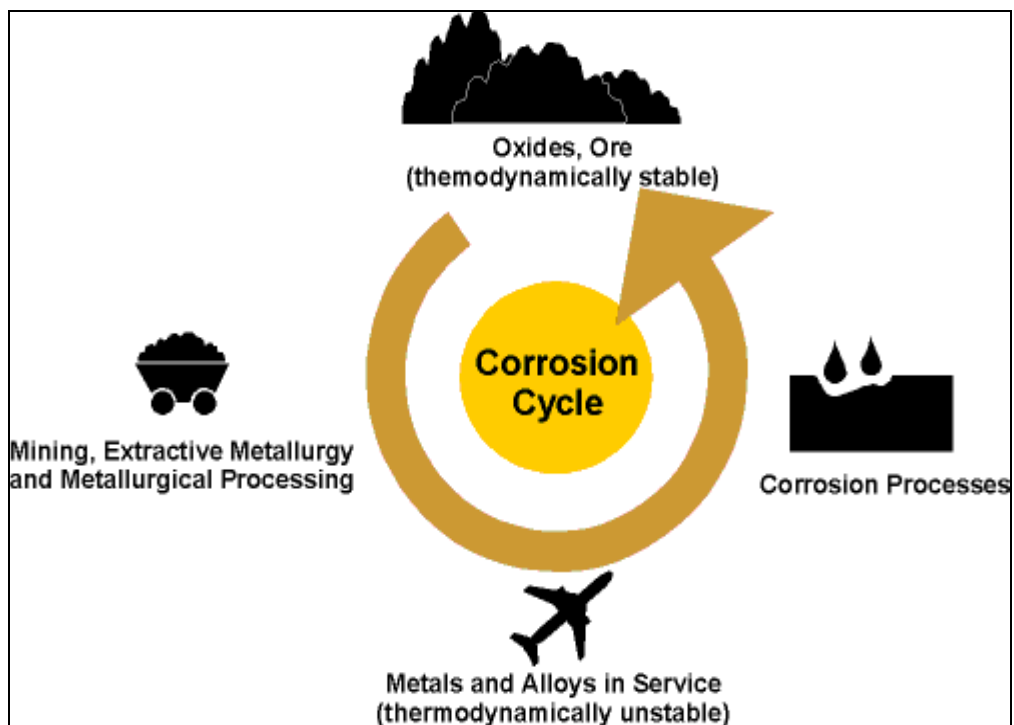 Oxides, Ore
(themodynamically stable)
Corrosion
Cycle
Mining, Extractive Metallurgy
and Metallurgical Processing
Corrosion Processes
Metals and Alloys in Service
(thermodynamically unstable)